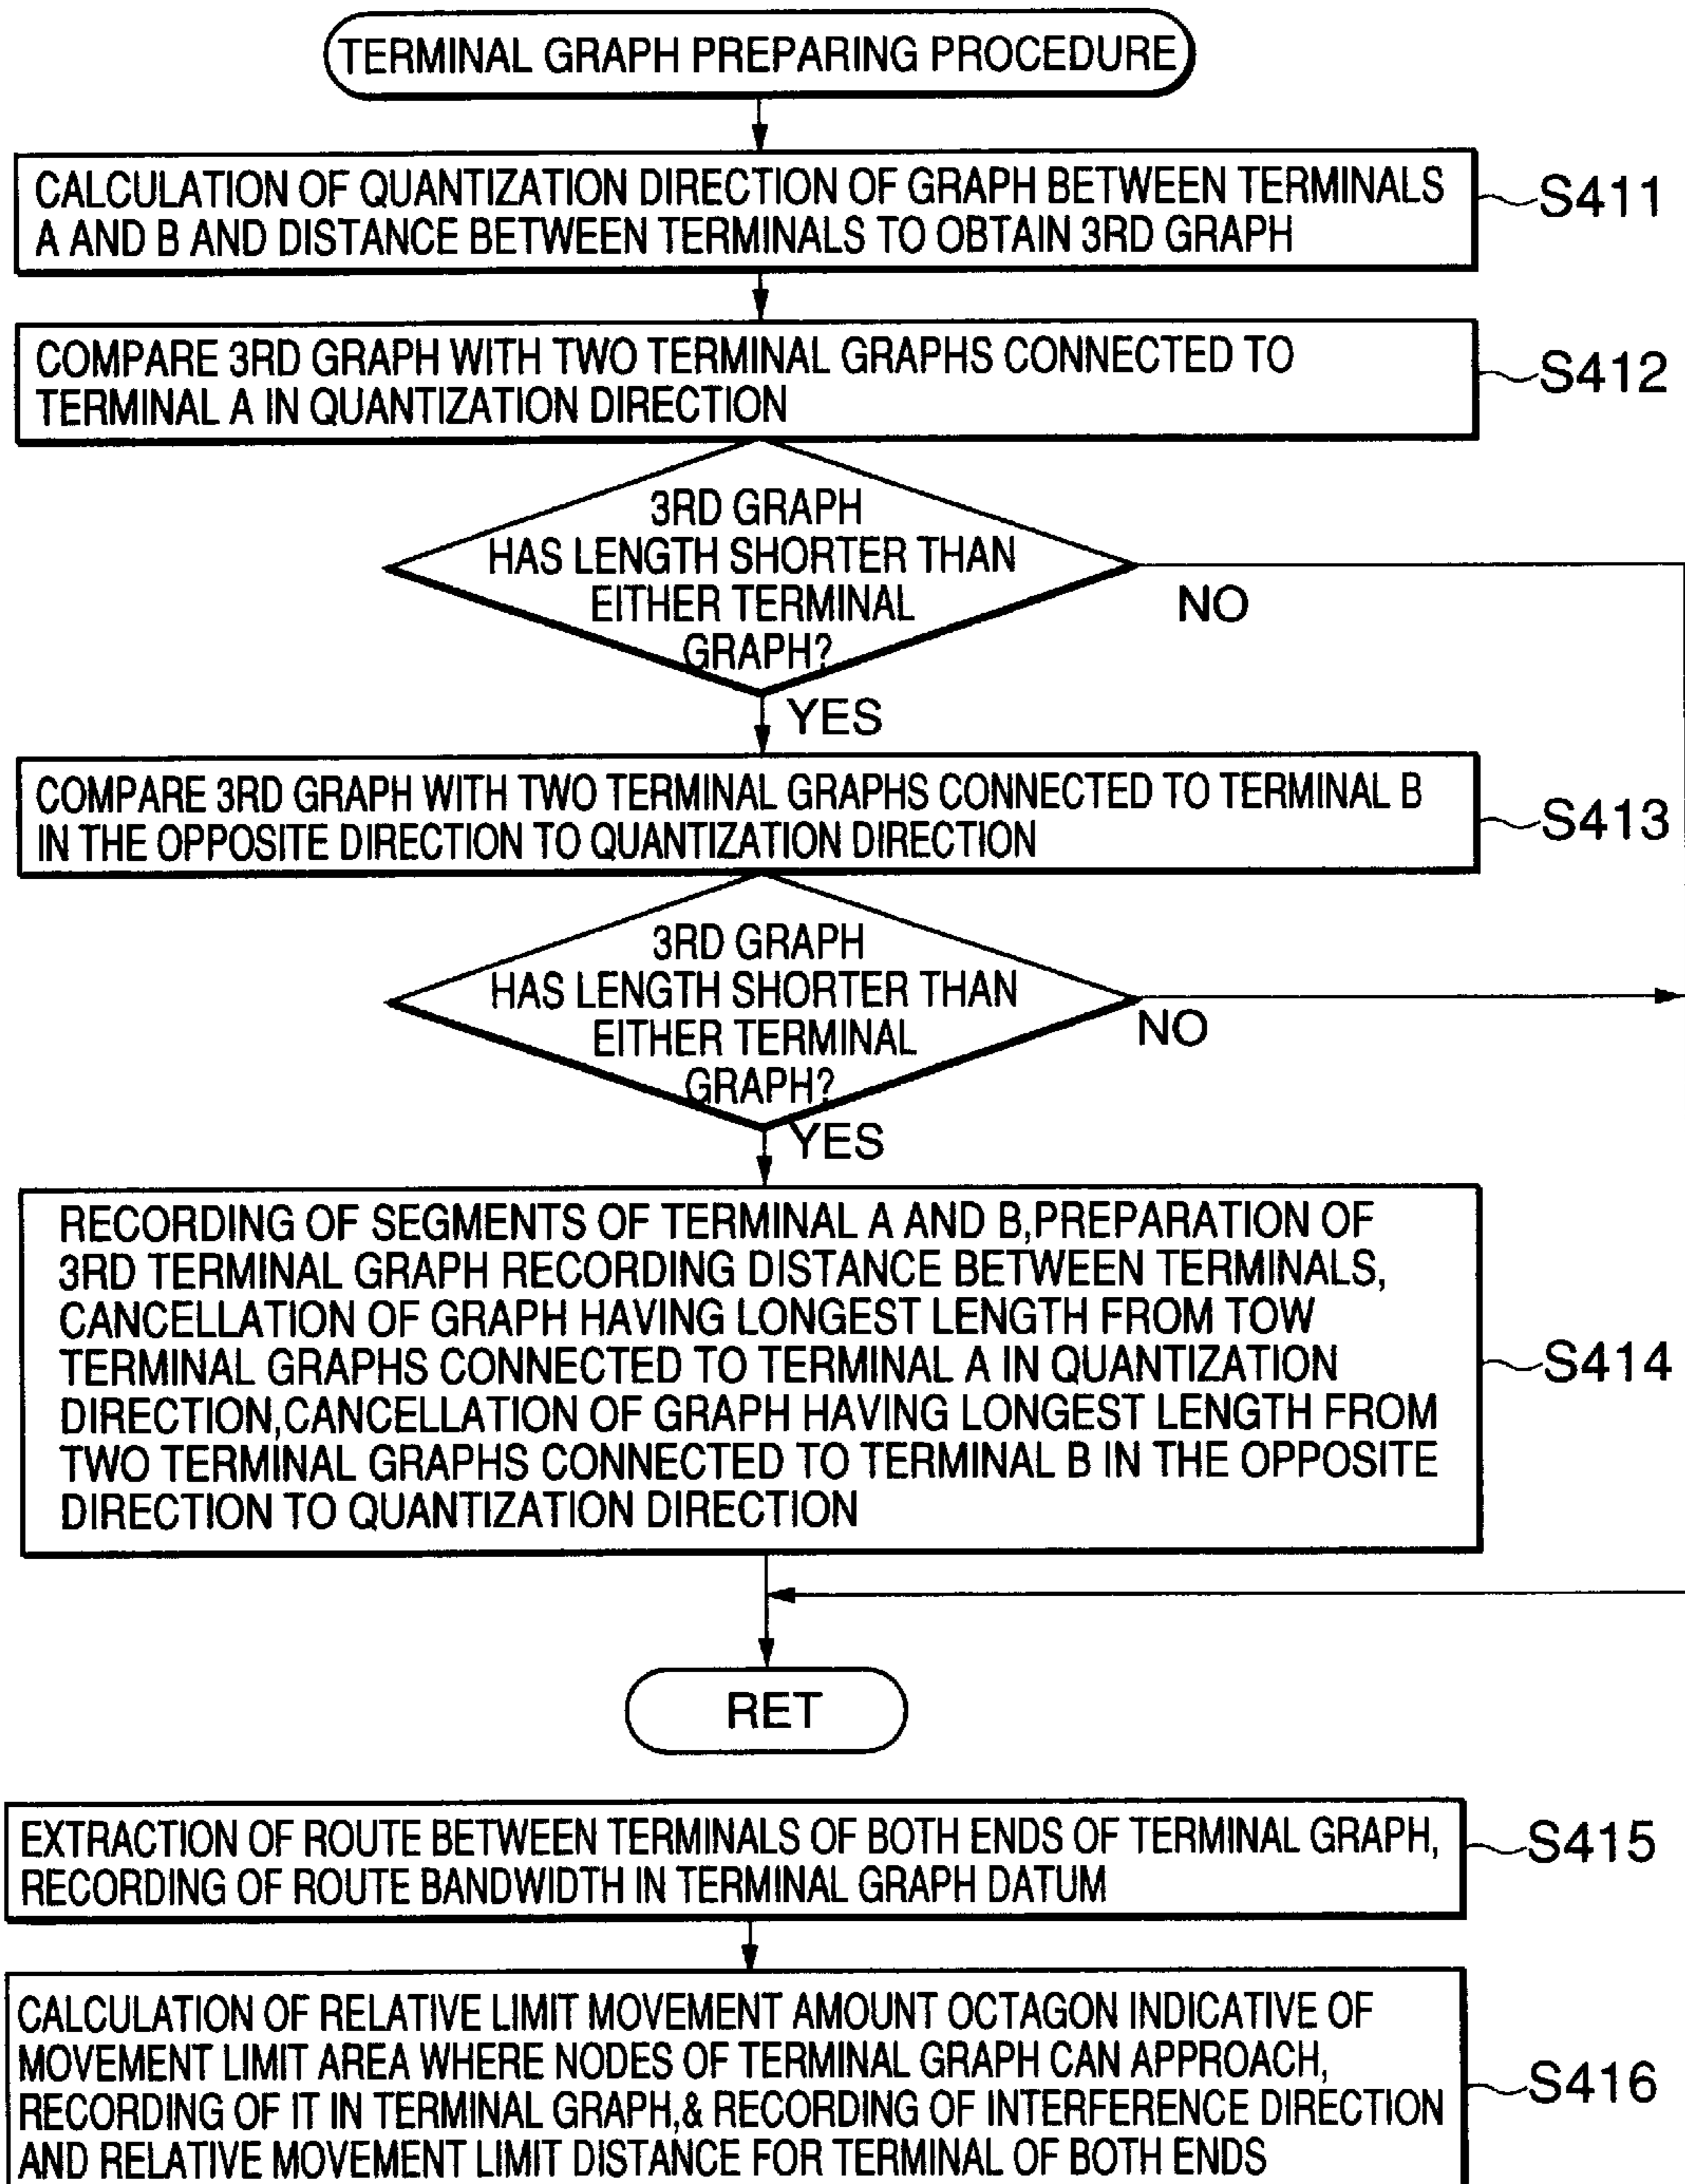 TERMINAL GRAPH PREPARING PROCEDURE
CALCULATION OF QUANTIZATION DIRECTION OF GRAPH BETWEEN TERMINALS
A AND B AND DISTANCE BETWEEN TERMINALS TO OBTAIN 3RD GRAPH
S411
COMPARE 3RD GRAPH WITH TWO TERMINAL GRAPHS CONNECTED TO
TERMINAL A IN QUANTIZATION DIRECTION
S412
3RD GRAPH
HAS LENGTH SHORTER THAN
EITHER TERMINAL
GRAPH?
NO
YES
COMPARE 3RD GRAPH WITH TWO TERMINAL GRAPHS CONNECTED TO TERMINAL B
IN THE OPPOSITE DIRECTION TO QUANTIZATION DIRECTION
S413
3RD GRAPH
HAS LENGTH SHORTER THAN
EITHER TERMINAL
GRAPH?
NO
YES
RECORDING OF SEGMENTS OF TERMINAL A AND B,PREPARATION OF
3RD TERMINAL GRAPH RECORDING DISTANCE BETWEEN TERMINALS,
CANCELLATION OF GRAPH HAVING LONGEST LENGTH FROM TOW
TERMINAL GRAPHS CONNECTED TO TERMINAL A IN QUANTIZATION
DIRECTION,CANCELLATION OF GRAPH HAVING LONGEST LENGTH FROM
TWO TERMINAL GRAPHS CONNECTED TO TERMINAL B IN THE OPPOSITE
DIRECTION TO QUANTIZATION DIRECTION
S414
RET
EXTRACTION OF ROUTE BETWEEN TERMINALS OF BOTH ENDS OF TERMINAL GRAPH,
RECORDING OF ROUTE BANDWIDTH IN TERMINAL GRAPH DATUM
S415
CALCULATION OF RELATIVE LIMIT MOVEMENT AMOUNT OCTAGON INDICATIVE OF
MOVEMENT LIMIT AREA WHERE NODES OF TERMINAL GRAPH CAN APPROACH,
RECORDING OF IT IN TERMINAL GRAPH,& RECORDING OF INTERFERENCE DIRECTION
AND RELATIVE MOVEMENT LIMIT DISTANCE FOR TERMINAL OF BOTH ENDS
S416